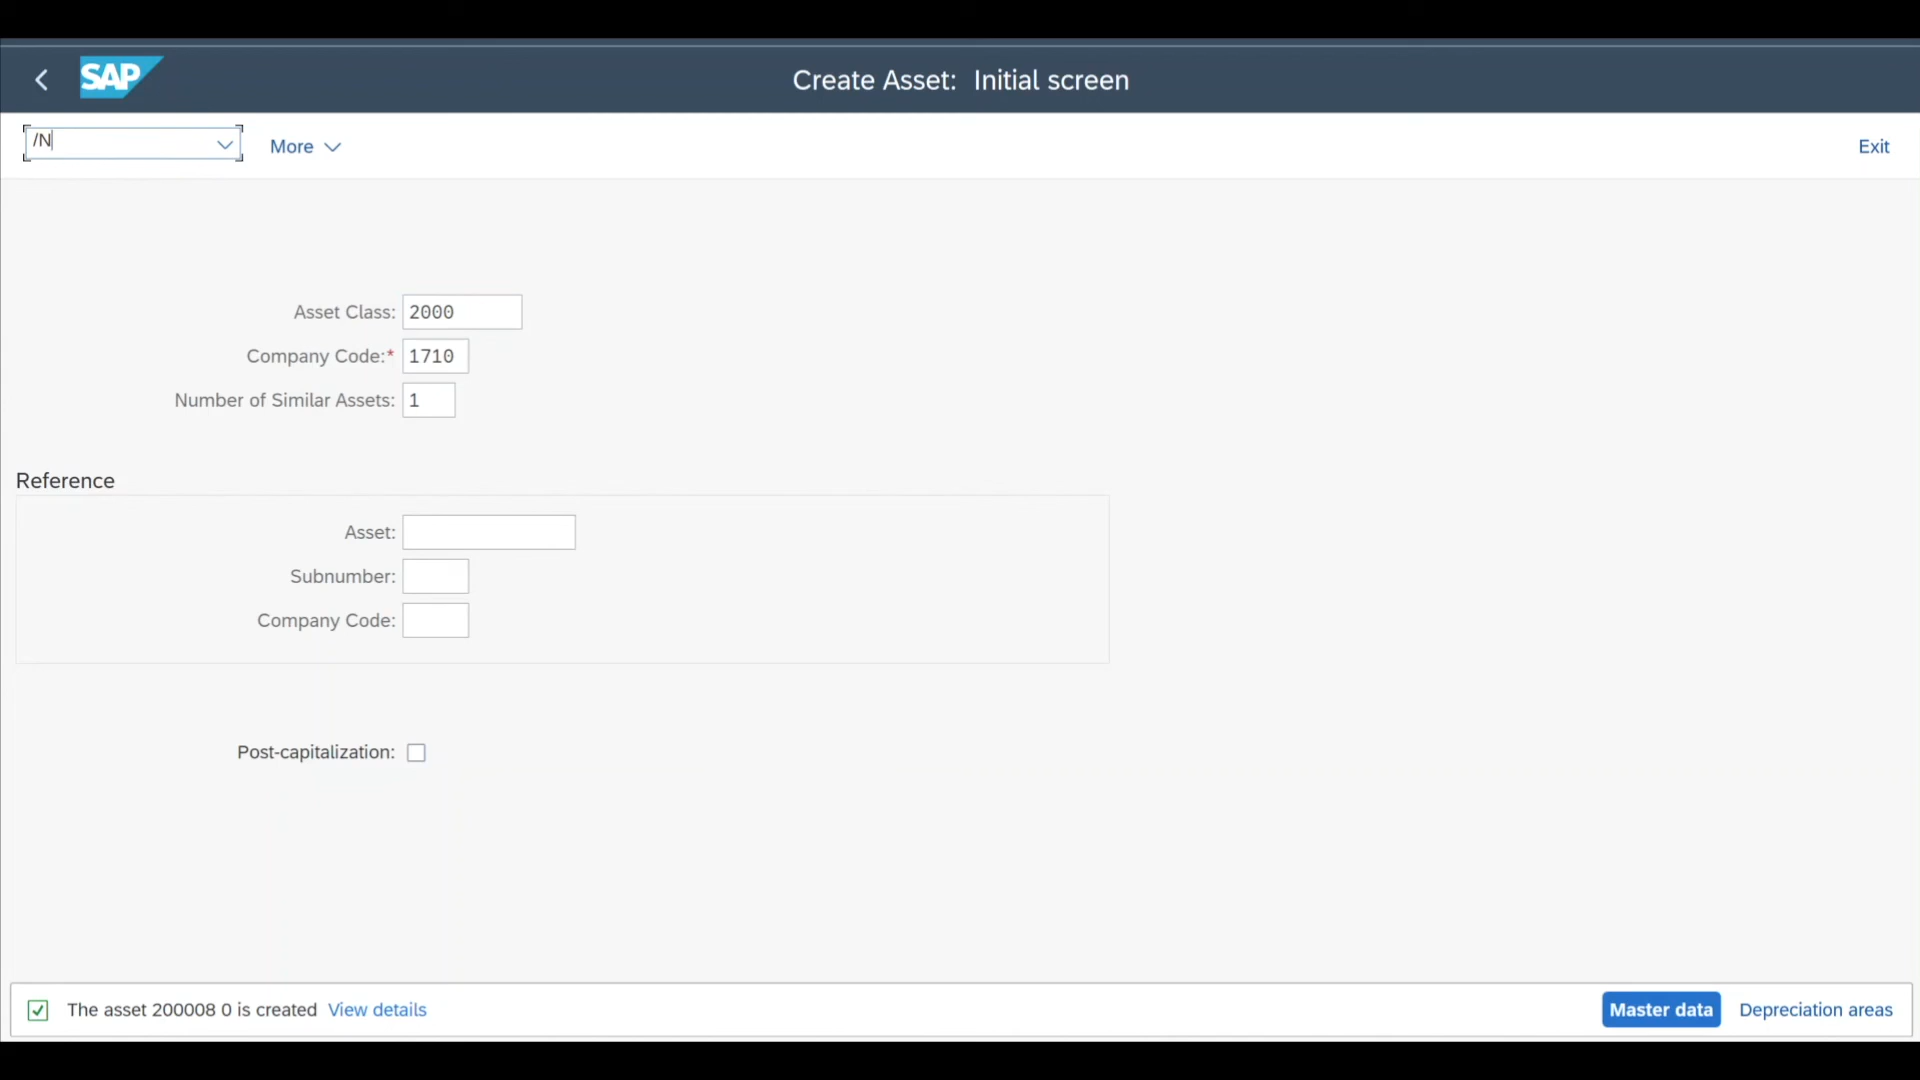 SAP
Create Asset: Initial screen
/N
More
Exit
Asset Class: 2000
Company Code:* 1710
Number of Similar Assets: 1
Reference
Asset:
Subnumber:
Company Code:
Post-capitalization:
The asset 200008 0 is created View details
Master data
Depreciation areas